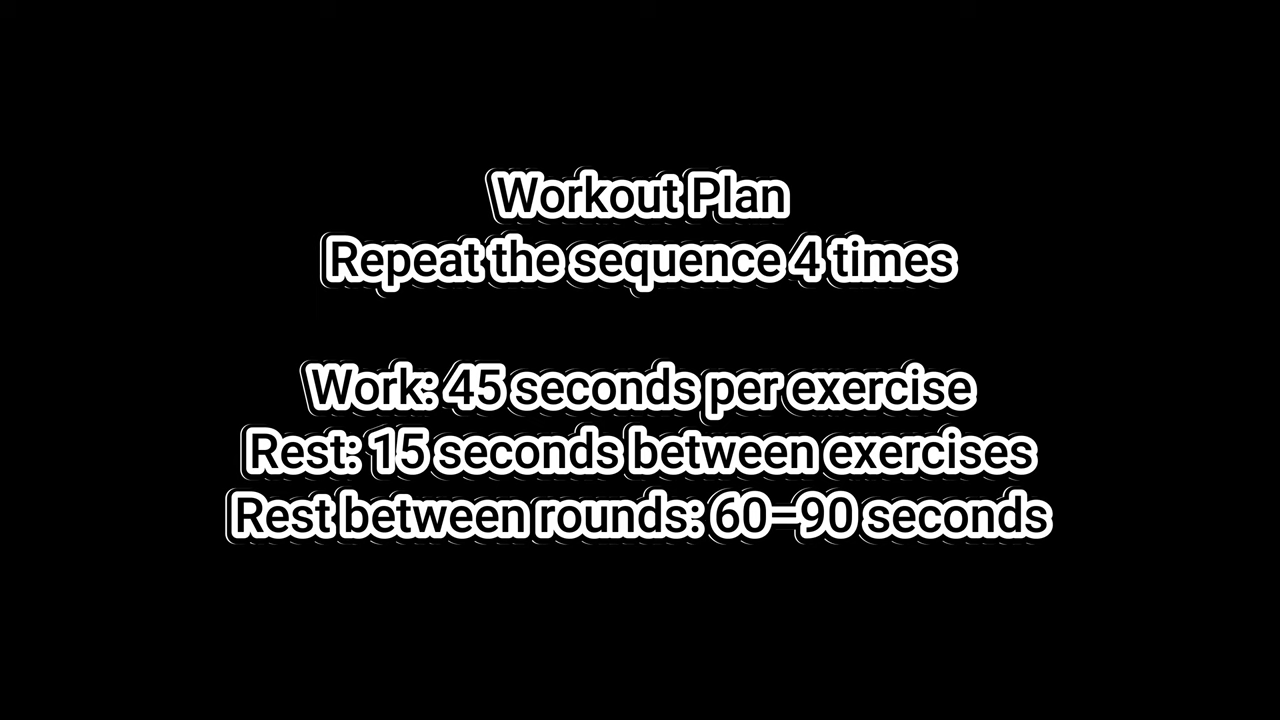 Workout Plan
Repeat the sequence 4 times
Work: 45 seconds per exercise
Rest: 15 seconds between exercises
Rest between rounds: 60–90 seconds